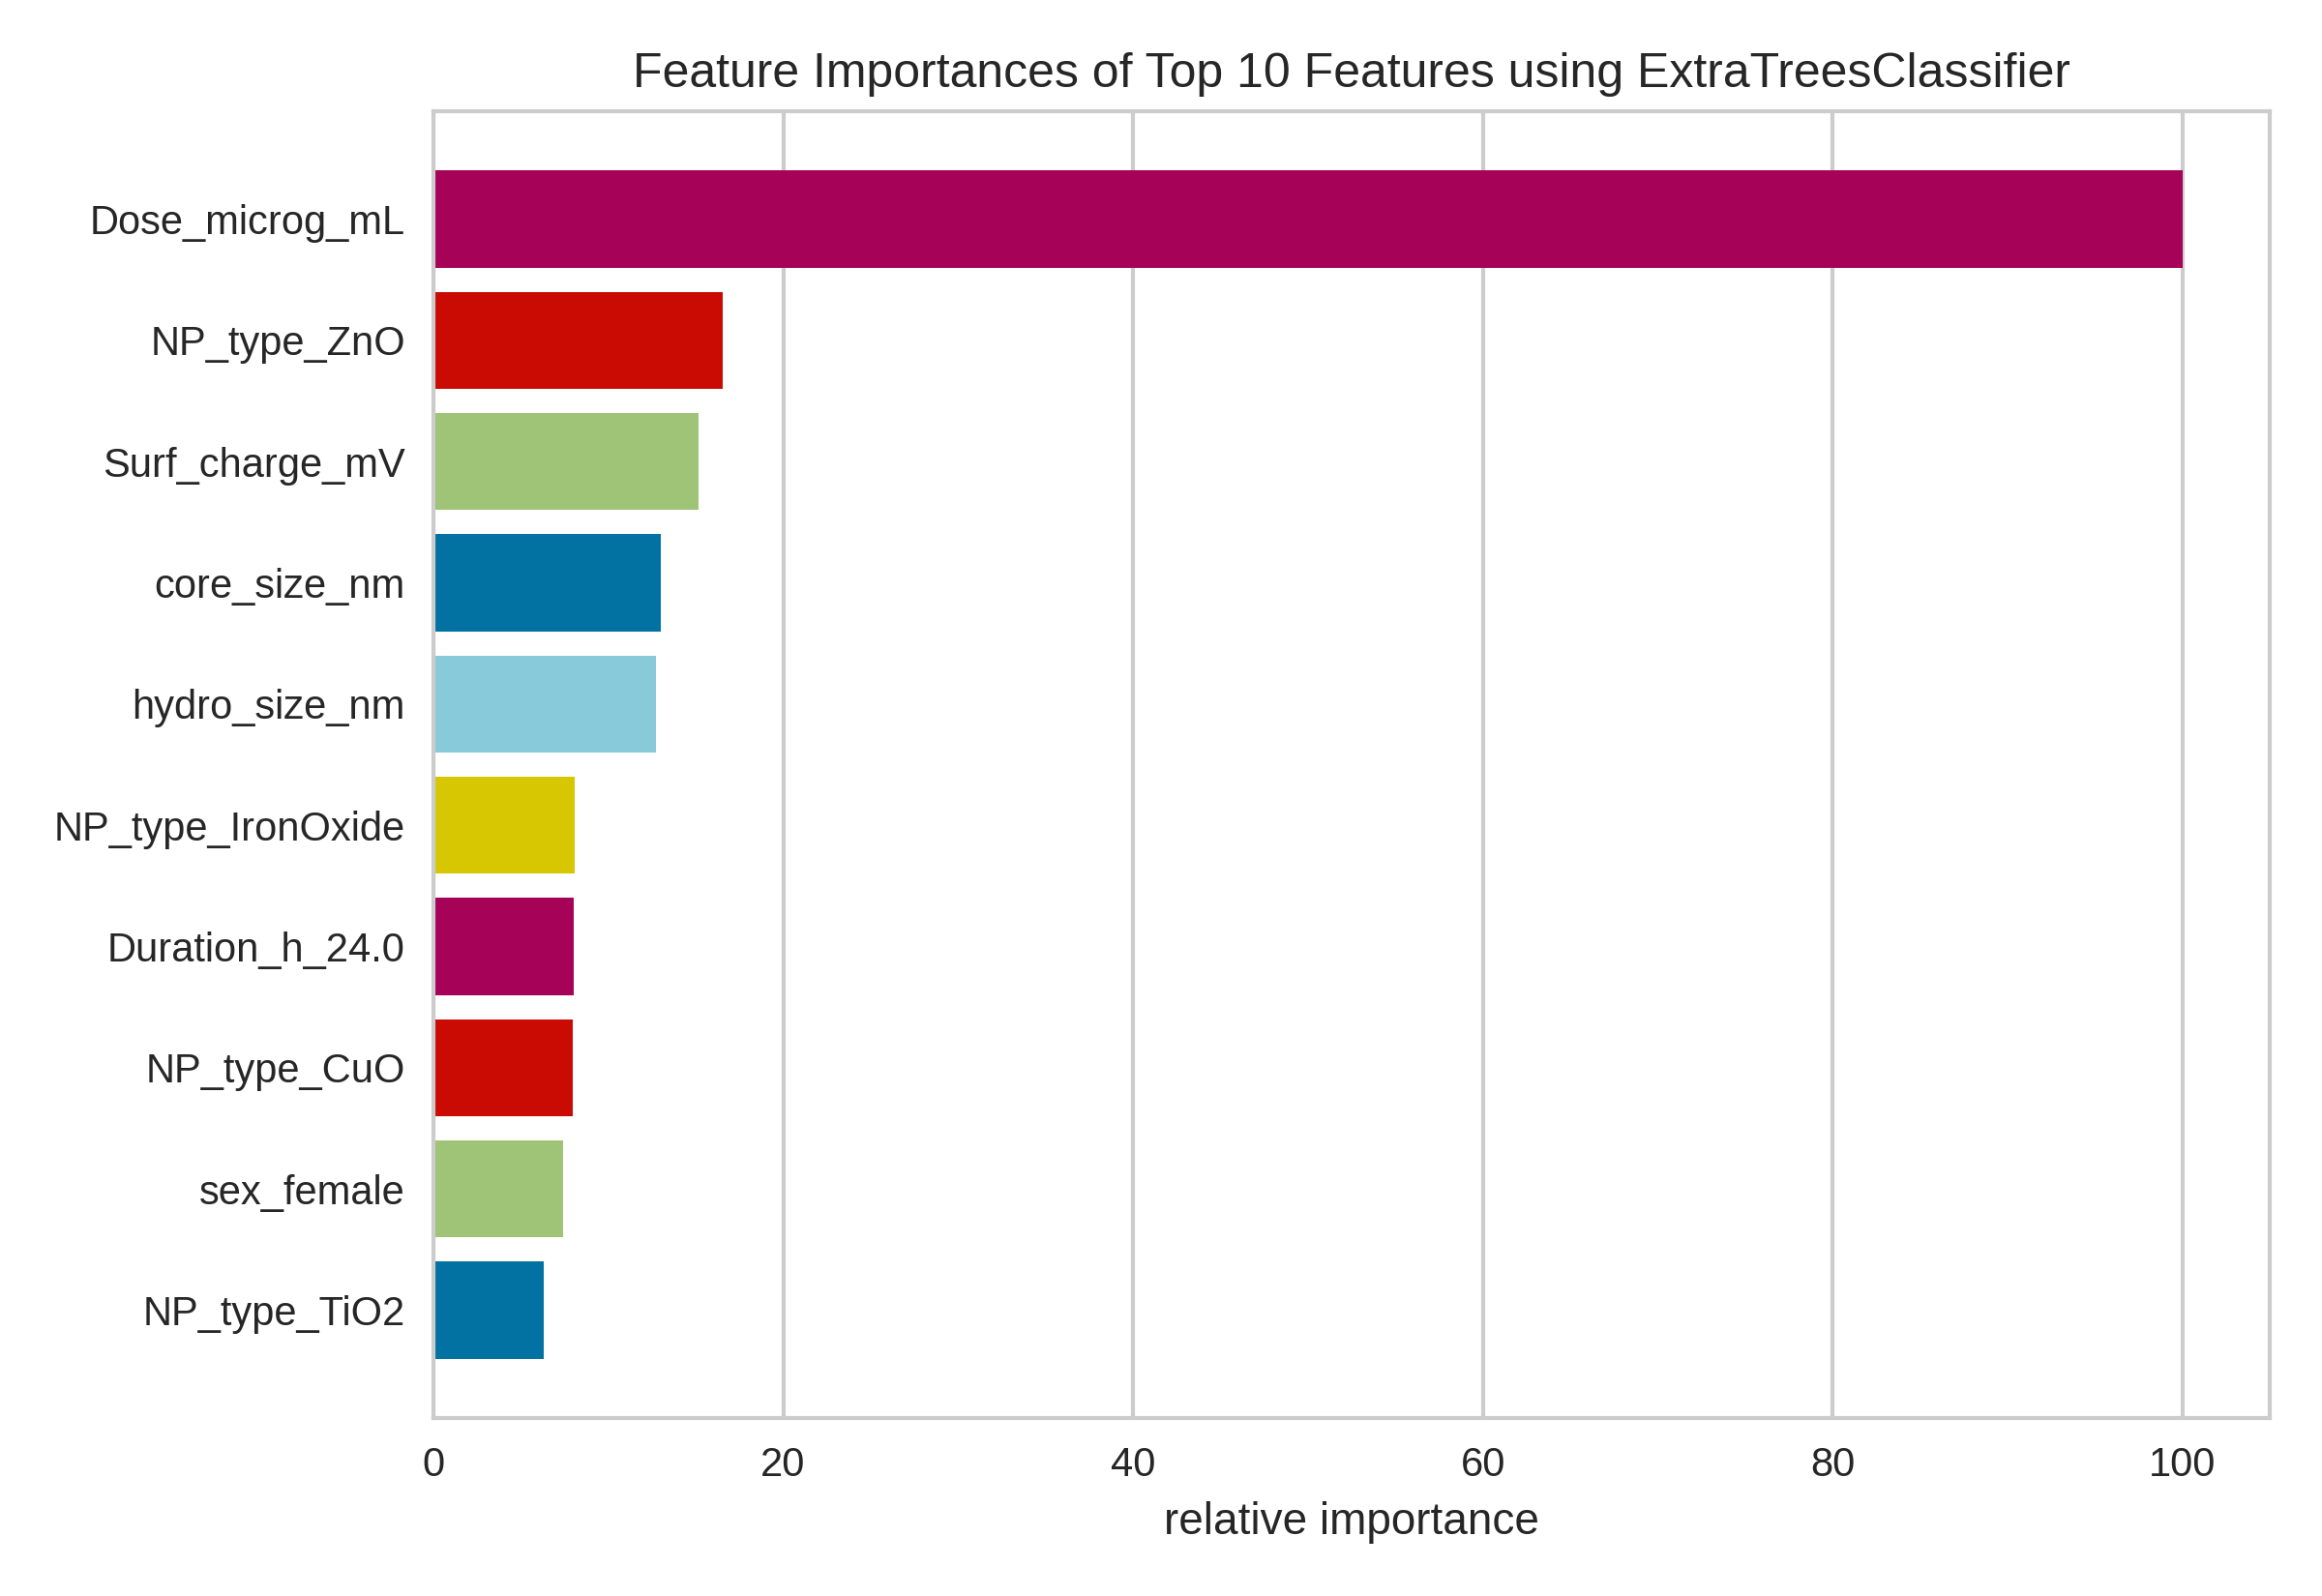 Feature Importances of Top 10 Features using ExtraTreesClassifier
Dose_microg_mL
NP_type_ZnO
Surf_charge_mV
core_size_nm
hydro_size_nm
NP_type_IronOxide
Duration_h_24.0
NP_type_CuO
sex_female
NP_type_TiO2
0 20 40 60 80 100
relative importance